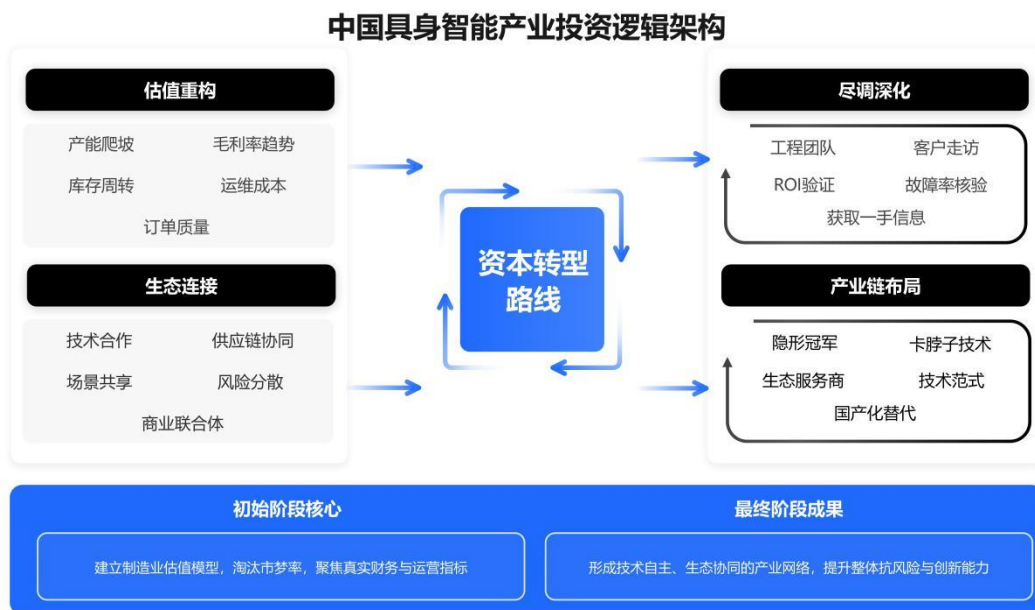 中国具身智能产业投资逻辑架构
估值重构
产能爬坡 毛利率趋势
库存周转 运维成本
订单质量
生态连接
技术合作 供应链协同
场景共享 风险分散
商业联合体
资本转型
路线
尽调深化
工程团队 客户走访
ROI验证 故障率核验
获取一手信息
产业链布局
隐形冠军 卡脖子技术
生态服务商 技术范式
国产化替代
初始阶段核心
建立制造业估值模型，淘汰市梦率，聚焦真实财务与运营指标
最终阶段成果
形成技术自主、生态协同的产业网络，提升整体抗风险与创新能力